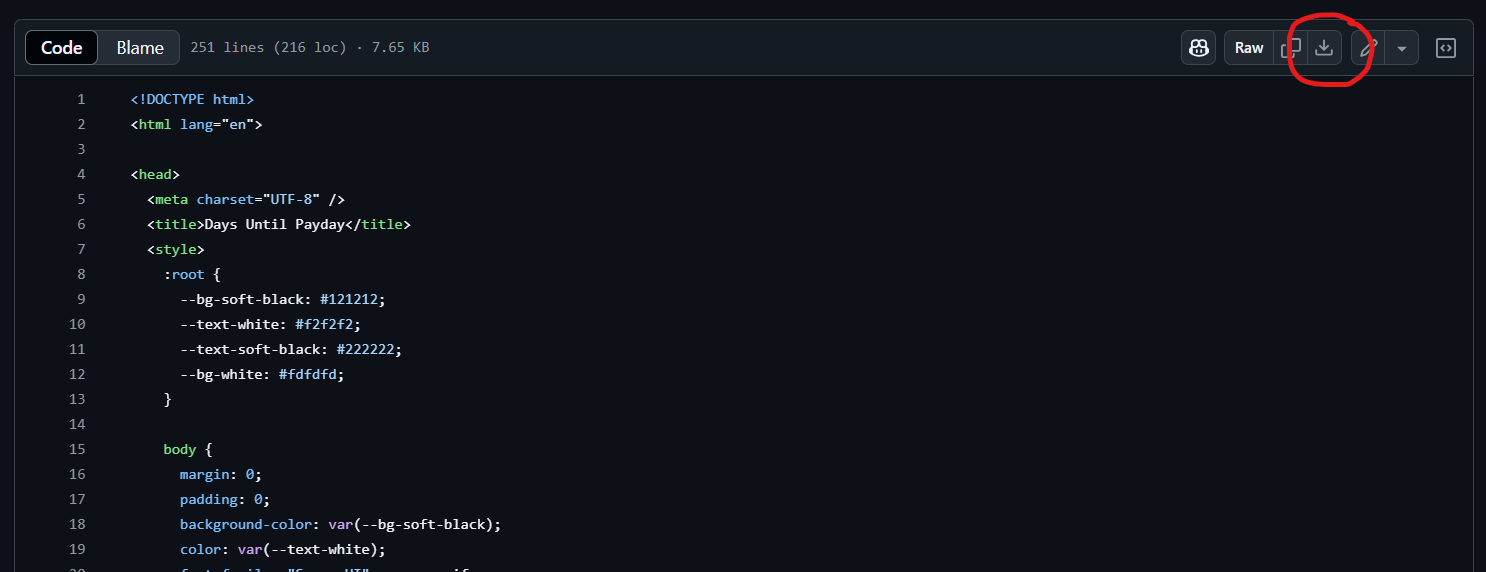 Code Blame 251 lines (216 loc) · 7.65 KB Raw
1 <!DOCTYPE html>
2 <html lang="en">
3
4 <head>
5 <meta charset="UTF-8" />
6 <title>Days Until Payday</title>
7 <style>
8 :root {
9 --bg-soft-black: #121212;
10 --text-white: #f2f2f2;
11 --text-soft-black: #222222;
12 --bg-white: #fdfdfd;
13 }
14
15 body {
16 margin: 0;
17 padding: 0;
18 background-color: var(--bg-soft-black);
19 color: var(--text-white);